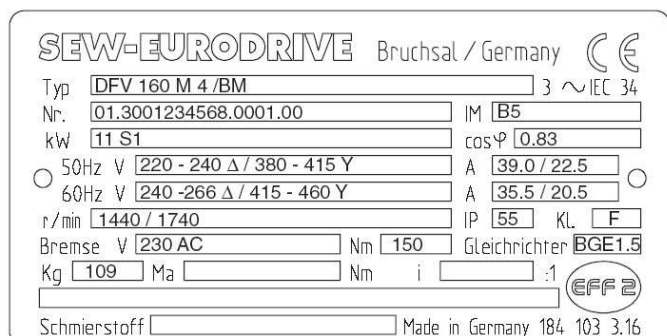 SEW-EURODRIVE Bruchsal / Germany CE
Typ DFV 160 M 4 /BM 3 ~ IEC 34
Nr. 01.3001234568.0001.00 IM B5
kW 11 S1 cosφ 0.83
50Hz V 220 - 240 Δ / 380 - 415 Y A 39.0 / 22.5
60Hz V 240 -266 Δ / 415 - 460 Y A 35.5 / 20.5
r/min 1440 / 1740 IP 55 Kl. F
Bremse V 230 AC Nm 150 Gleichrichter BGE1.5
Kg 109 Ma Nm i :1
EFF 2
Schmierstoff Made in Germany 184 103 3.16